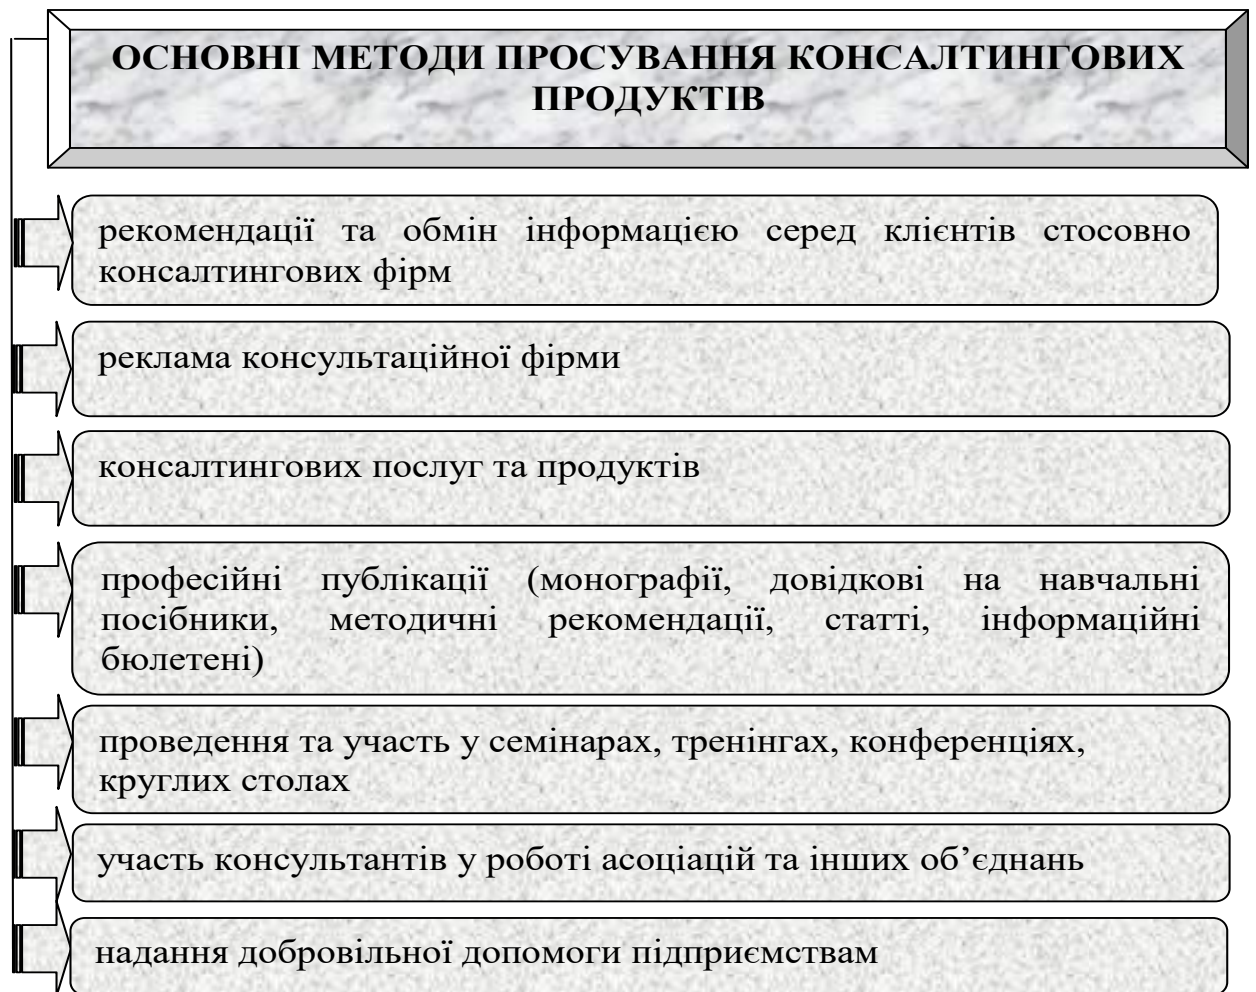 ОСНОВНІ МЕТОДИ ПРОСУВАННЯ КОНСАЛТИНГОВИХ
ПРОДУКТІВ
рекомендації та обмін інформацією серед клієнтів стосовно
консалтингових фірм
реклама консультаційної фірми
консалтингових послуг та продуктів
професійні публікації (монографії, довідкові на навчальні
посібники, методичні рекомендації, статті, інформаційні
бюлетені)
проведення та участь у семінарах, тренінгах, конференціях,
круглих столах
участь консультантів у роботі асоціацій та інших об’єднань
надання добровільної допомоги підприємствам